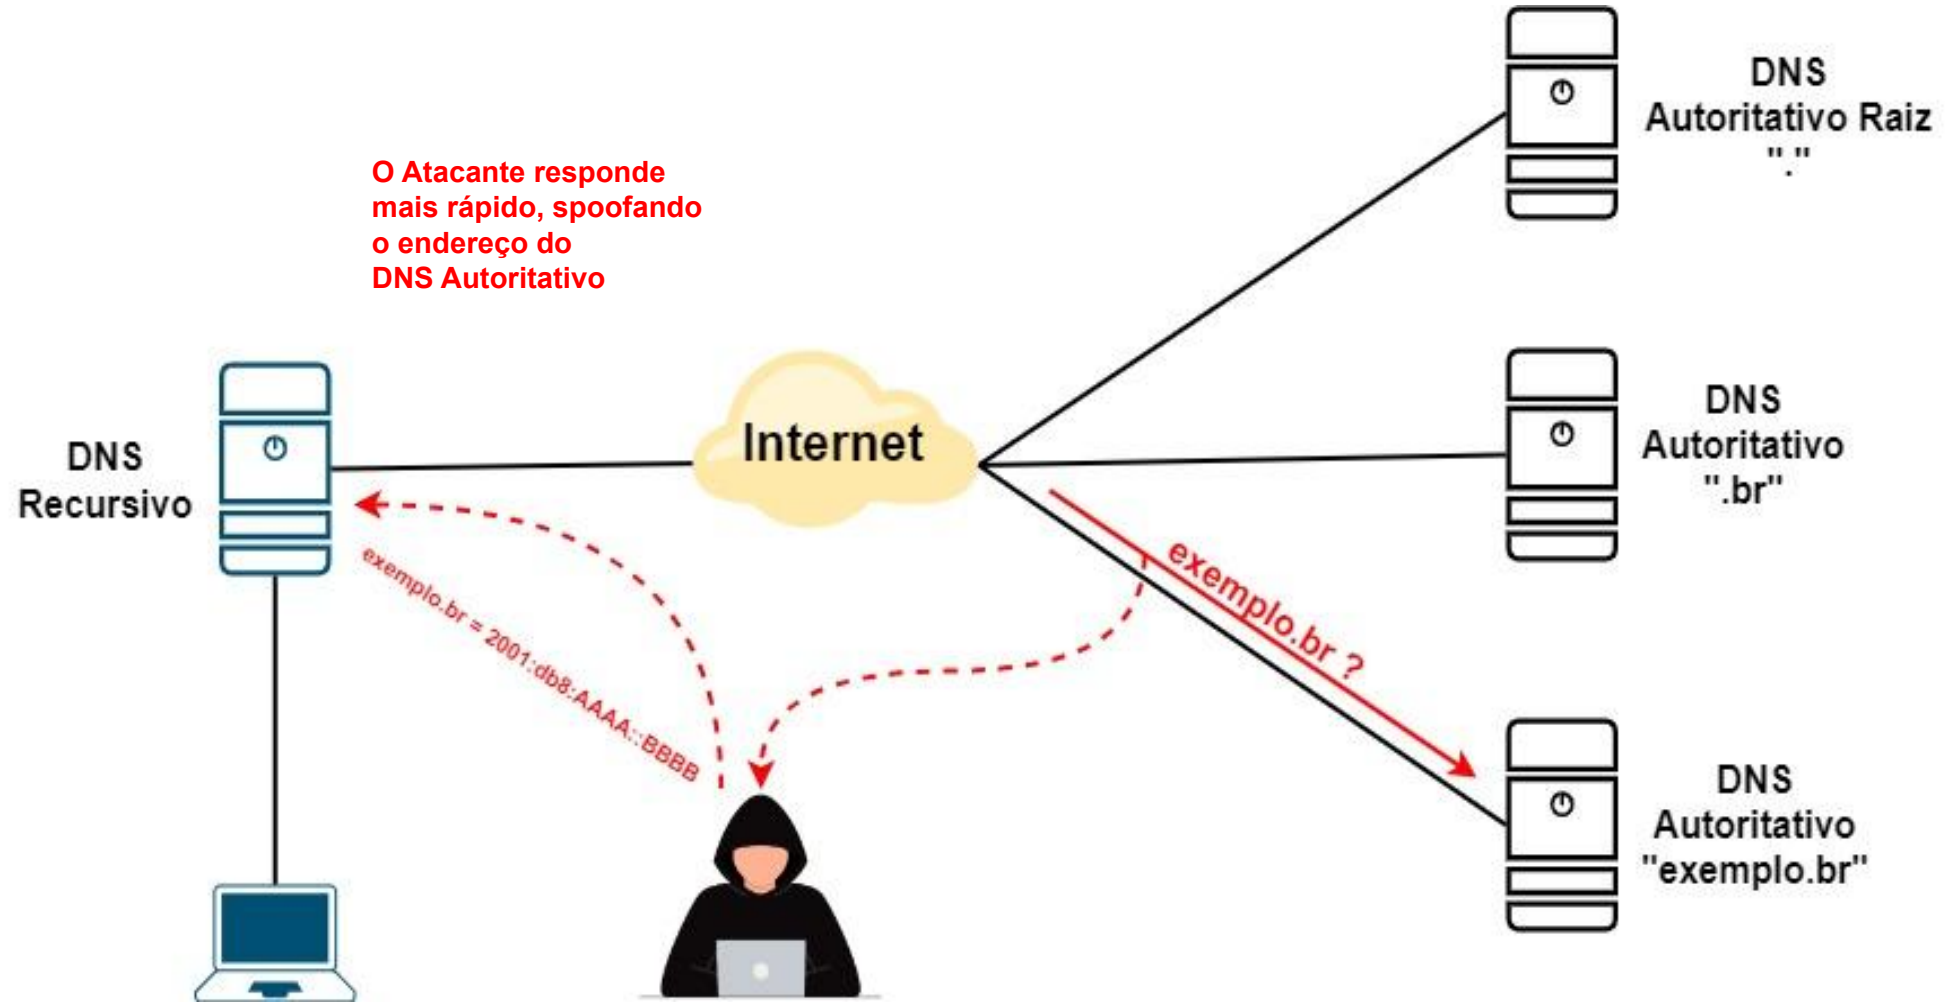 O Atacante responde
mais rápido, spoofando
o endereço do
DNS Autoritativo
DNS
Autoritativo Raiz
"."
Internet
DNS
Recursivo
DNS
Autoritativo
".br"
exemplo.br = 2001:db8:AAAA::BBBB
exemplo.br ?
DNS
Autoritativo
"exemplo.br"